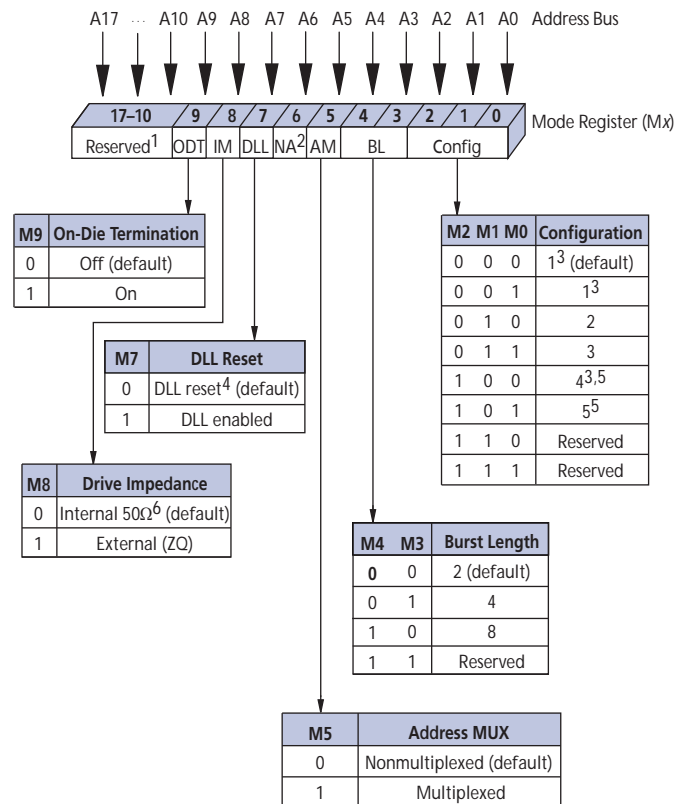 A17 ... A10 A9 A8 A7 A6 A5 A4 A3 A2 A1 A0 Address Bus
17–10 9 8 7 6 5 4 3 2 1 0
Mode Register (Mx)
Reserved1 ODT IM DLL NA2 AM BL Config
M9 On-Die Termination
0 Off (default)
1 On
M2 M1 M0 Configuration
0 0 0 13 (default)
0 0 1 13
0 1 0 2
0 1 1 3
1 0 0 43,5
1 0 1 55
1 1 0 Reserved
1 1 1 Reserved
M7 DLL Reset
0 DLL reset4 (default)
1 DLL enabled
M8 Drive Impedance
0 Internal 50Ω6 (default)
1 External (ZQ)
M4 M3 Burst Length
0 0 2 (default)
0 1 4
1 0 8
1 1 Reserved
M5 Address MUX
0 Nonmultiplexed (default)
1 Multiplexed